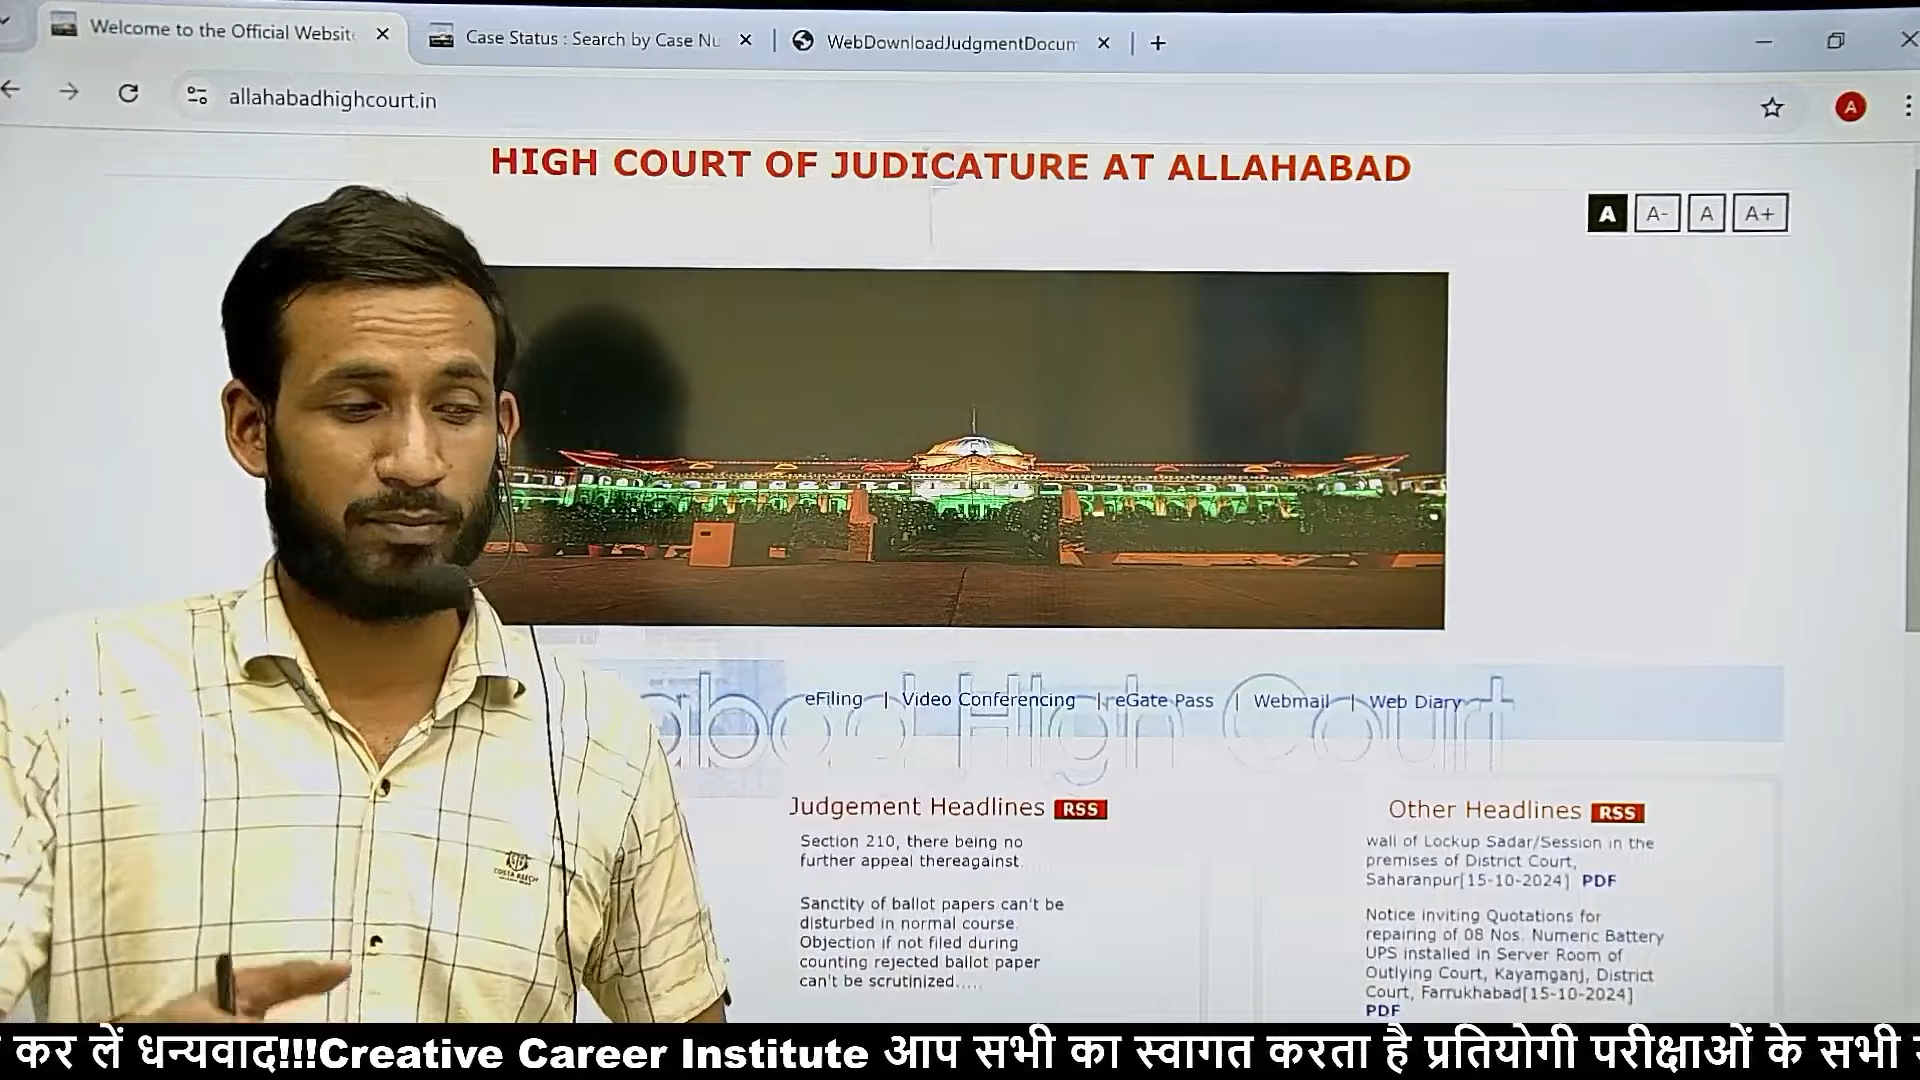 Welcome to the Official Websit
Case Status : Search by Case Nu
WebDownloadJudgmentDocum
allahabadhighcourt.in
A
HIGH COURT OF JUDICATURE AT ALLAHABAD
A A- A A+
eFiling | Video Conferencing | eGate Pass | Webmail | Web Diary
High Court
Judgement Headlines RSS
Section 210, there being no
further appeal thereagainst.
Sanctity of ballot papers can't be
disturbed in normal course.
Objection if not filed during
counting rejected ballot paper
can't be scrutinized.....
Other Headlines RSS
wall of Lockup Sadar/Session in the
premises of District Court,
Saharanpur[15-10-2024] PDF
Notice inviting Quotations for
repairing of 08 Nos. Numeric Battery
UPS installed in Server Room of
Outlying Court, Kayamganj, District
Court, Farrukhabad[15-10-2024]
PDF
COSTA REECH
कर लें धन्यवाद!!!Creative Career Institute आप सभी का स्वागत करता है प्रतियोगी परीक्षाओं के सभी